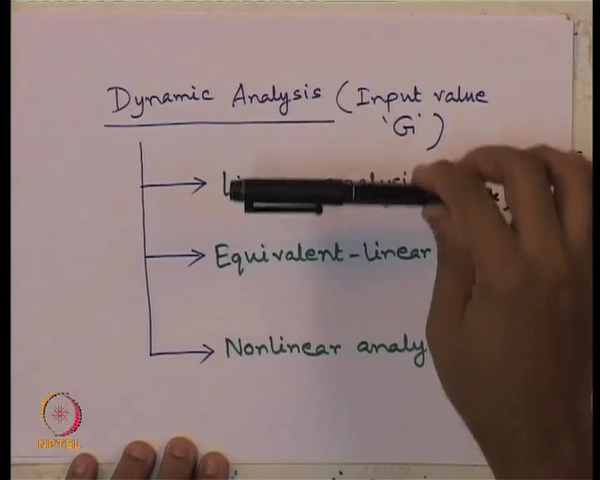 Dynamic Analysis (Input value
'G')
Equivalent-linear
Nonlinear analy
NPTEL